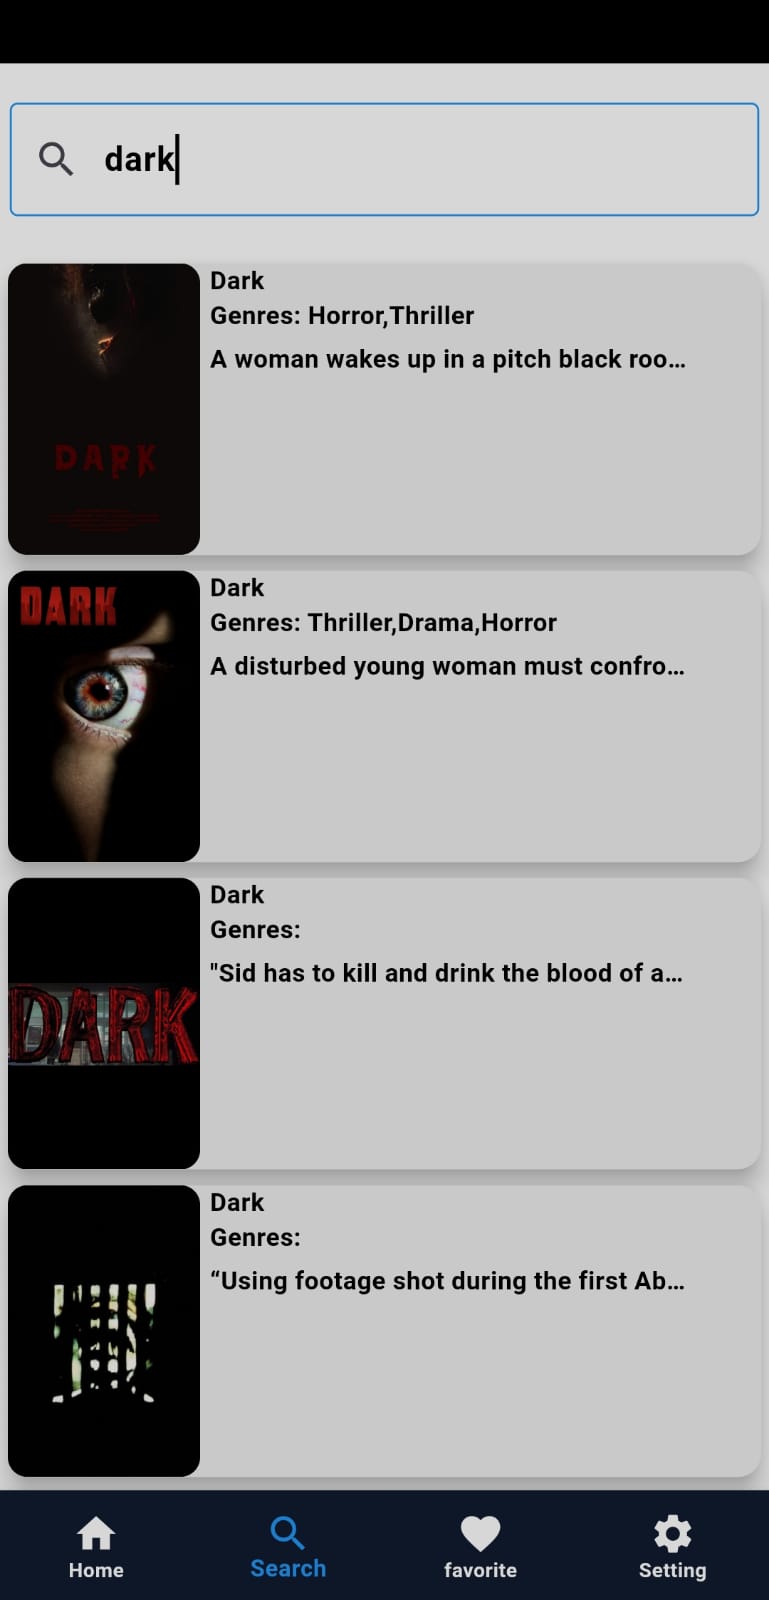 dark
DARK
Dark
Genres: Horror,Thriller
A woman wakes up in a pitch black roo…
DARK
Dark
Genres: Thriller,Drama,Horror
A disturbed young woman must confro…
DARK
Dark
Genres:
"Sid has to kill and drink the blood of a…
Dark
Genres:
“Using footage shot during the first Ab…
Home
Search
favorite
Setting